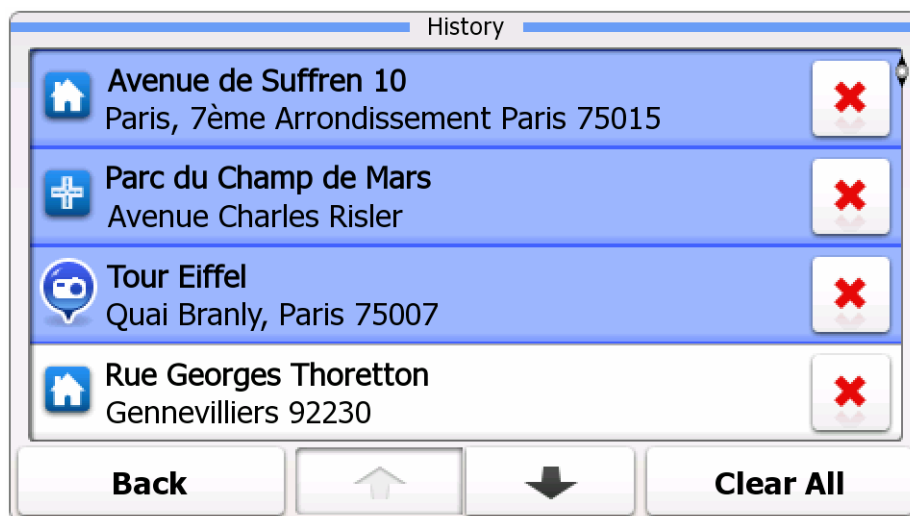 History
Avenue de Suffren 10
Paris, 7ème Arrondissement Paris 75015
Parc du Champ de Mars
Avenue Charles Risler
Tour Eiffel
Quai Branly, Paris 75007
Rue Georges Thoretton
Gennevilliers 92230
Back
Clear All